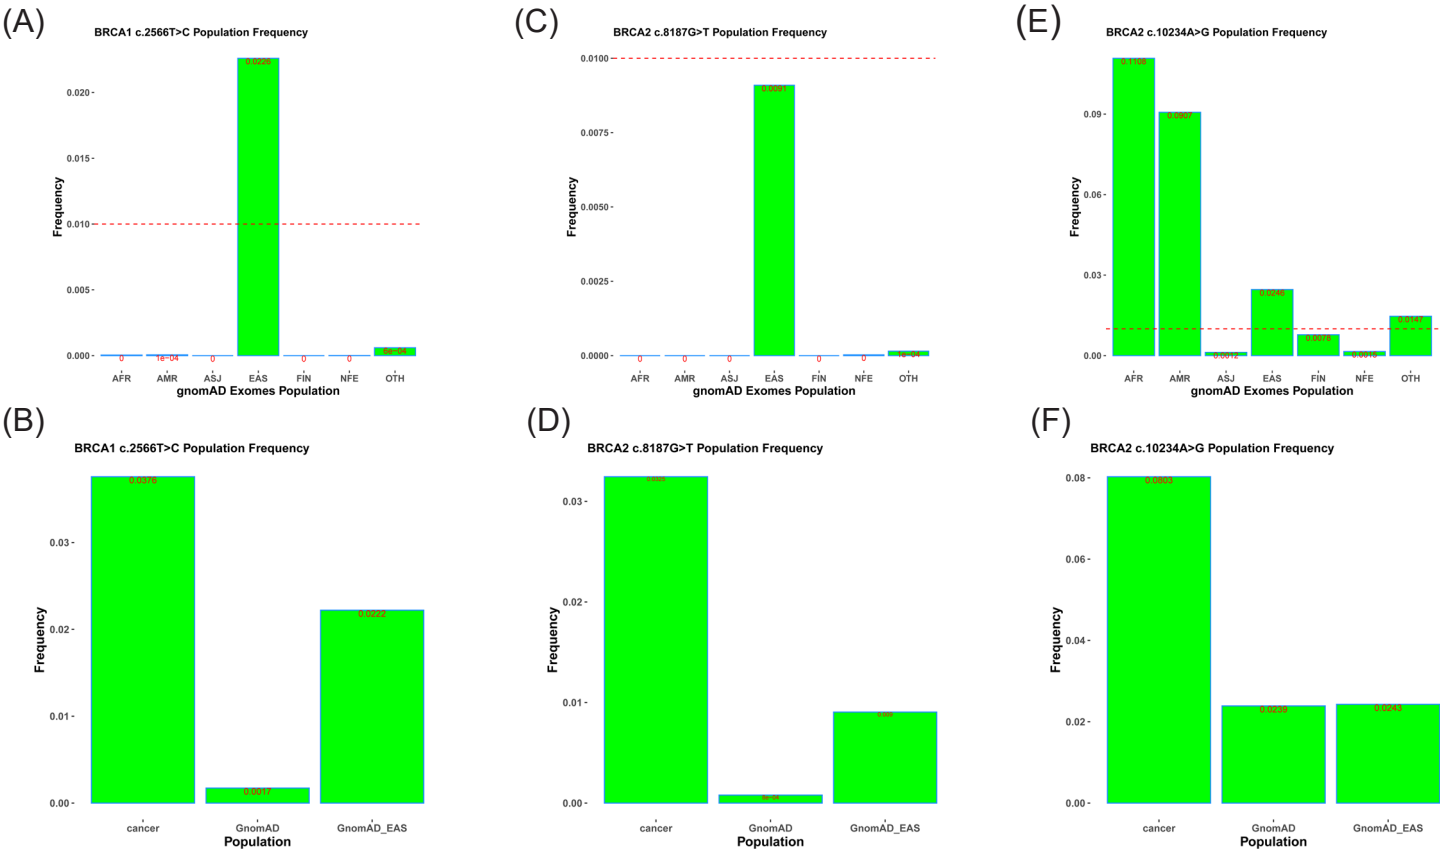 (A)
BRCA1 c.2566T>C Population Frequency
Frequency
0.020
0.015
0.010
0.005
0.000
0.0226
0
1e−04
0
0
0
6e−04
AFR AMR ASJ EAS FIN NFE OTH
gnomAD Exomes Population
(C)
BRCA2 c.8187G>T Population Frequency
Frequency
0.0100
0.0075
0.0050
0.0025
0.0000
0.0091
0
0
0
0
0
1e−04
AFR AMR ASJ EAS FIN NFE OTH
gnomAD Exomes Population
(E)
BRCA2 c.10234A>G Population Frequency
Frequency
0.09
0.06
0.03
0.00
0.1108
0.0907
0.0012
0.0246
0.0078
0.0015
0.0147
AFR AMR ASJ EAS FIN NFE OTH
gnomAD Exomes Population
(B)
BRCA1 c.2566T>C Population Frequency
Frequency
0.03
0.02
0.01
0.00
0.0376
0.0017
0.0222
cancer GnomAD GnomAD_EAS
Population
(D)
BRCA2 c.8187G>T Population Frequency
Frequency
0.03
0.02
0.01
0.00
0.0325
8e−04
0.009
cancer GnomAD GnomAD_EAS
Population
(F)
BRCA2 c.10234A>G Population Frequency
Frequency
0.08
0.06
0.04
0.02
0.00
0.0803
0.0239
0.0243
cancer GnomAD GnomAD_EAS
Population